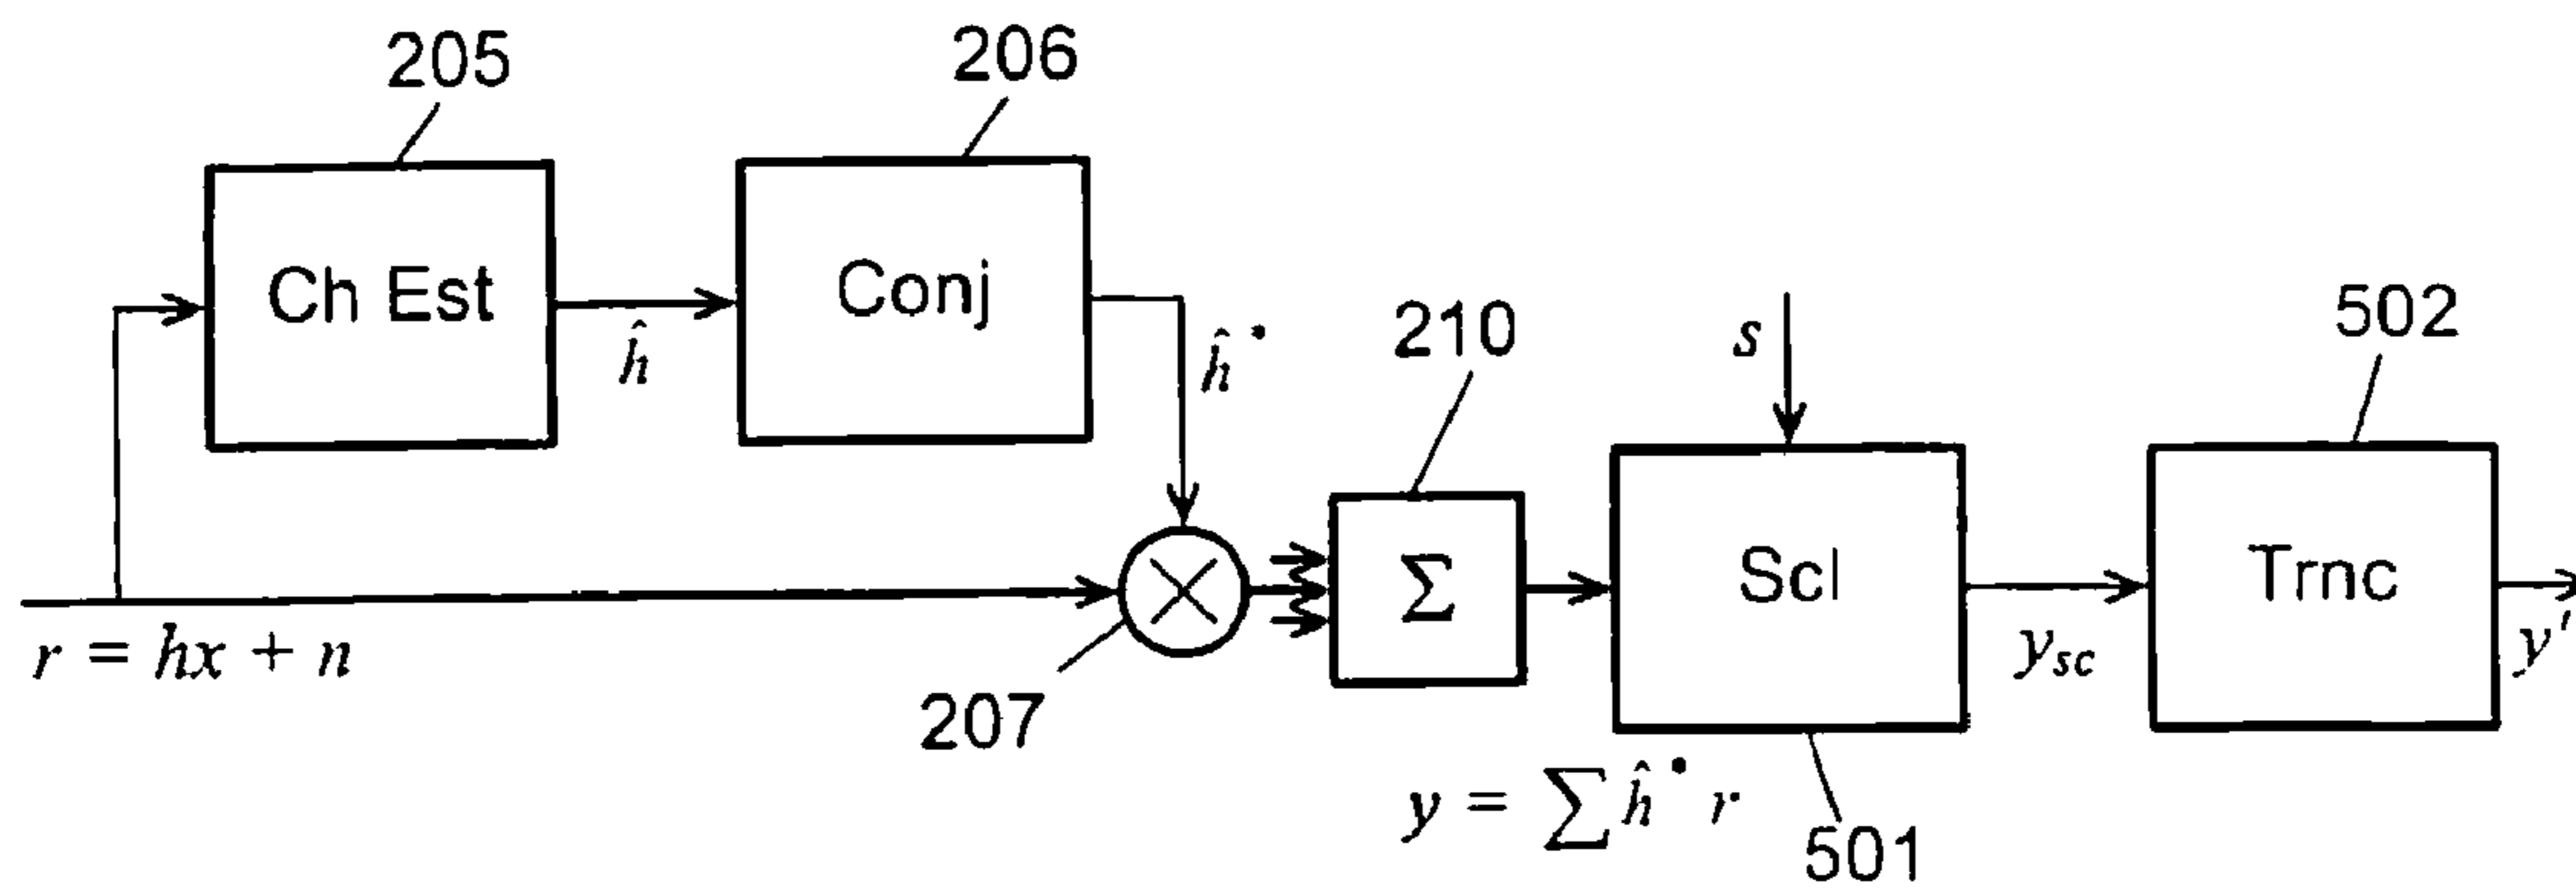 205
206
Ch Est
Conj
ĥ
ĥ*
210
s
502
Σ
Scl
Trnc
r = hx + n
207
y_sc
y'
y = Σ ĥ* r
501